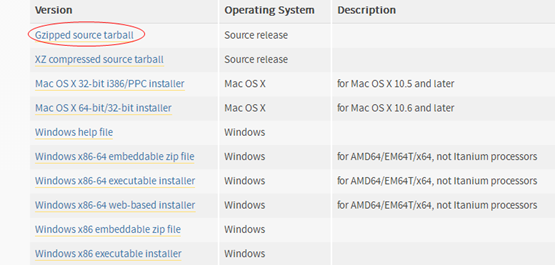 Version Operating System Description
Gzipped source tarball Source release
XZ compressed source tarball Source release
Mac OS X 32-bit i386/PPC installer Mac OS X for Mac OS X 10.5 and later
Mac OS X 64-bit/32-bit installer Mac OS X for Mac OS X 10.6 and later
Windows help file Windows
Windows x86-64 embeddable zip file Windows for AMD64/EM64T/x64, not Itanium processors
Windows x86-64 executable installer Windows for AMD64/EM64T/x64, not Itanium processors
Windows x86-64 web-based installer Windows for AMD64/EM64T/x64, not Itanium processors
Windows x86 embeddable zip file Windows
Windows x86 executable installer Windows